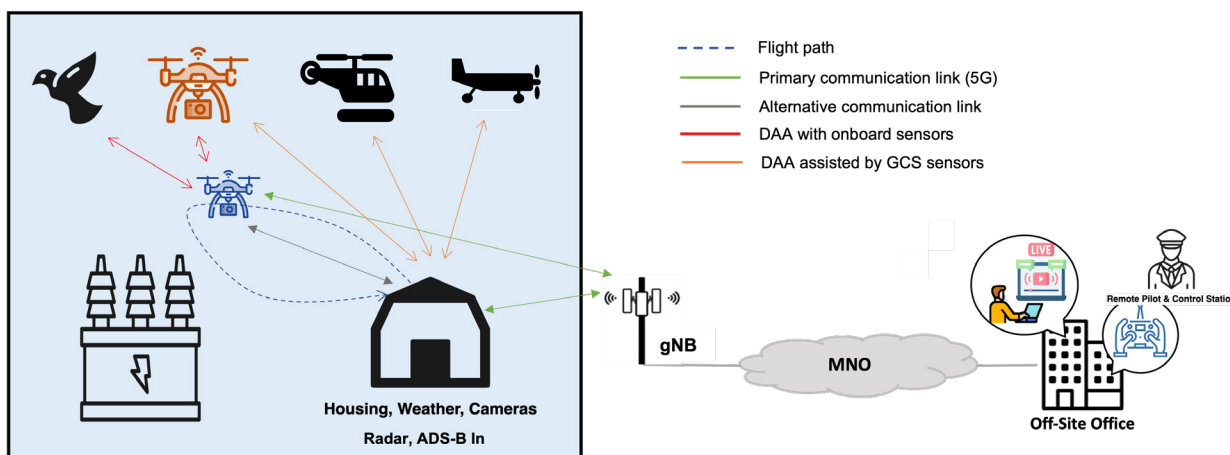 Flight path
Primary communication link (5G)
Alternative communication link
DAA with onboard sensors
DAA assisted by GCS sensors
LIVE
Remote Pilot & Control Statio
gNB
MNO
Housing, Weather, Cameras
Radar, ADS-B In
Off-Site Office